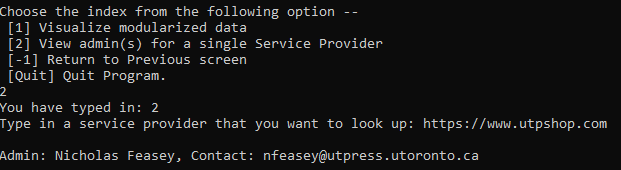 Choose the index from the following option --
[1] Visualize modularized data
[2] View admin(s) for a single Service Provider
[-1] Return to Previous screen
[Quit] Quit Program.
2
You have typed in: 2
Type in a service provider that you want to look up: https://www.utpshop.com
Admin: Nicholas Feasey, Contact: nfeasey@utpress.utoronto.ca